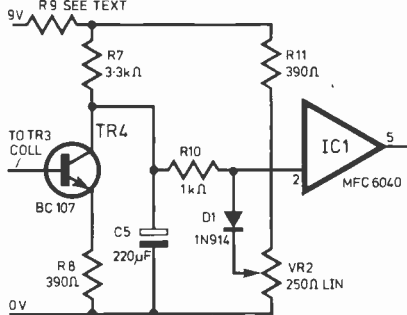 9V
R9 SEE TEXT
R7
3·3kΩ
R11
390Ω
TR4
TO TR3
COLL
R10
1kΩ
IC1
5
2
MFC 6040
BC 107
D1
1N914
C5
220µF
R8
390Ω
VR2
250Ω LIN
0V